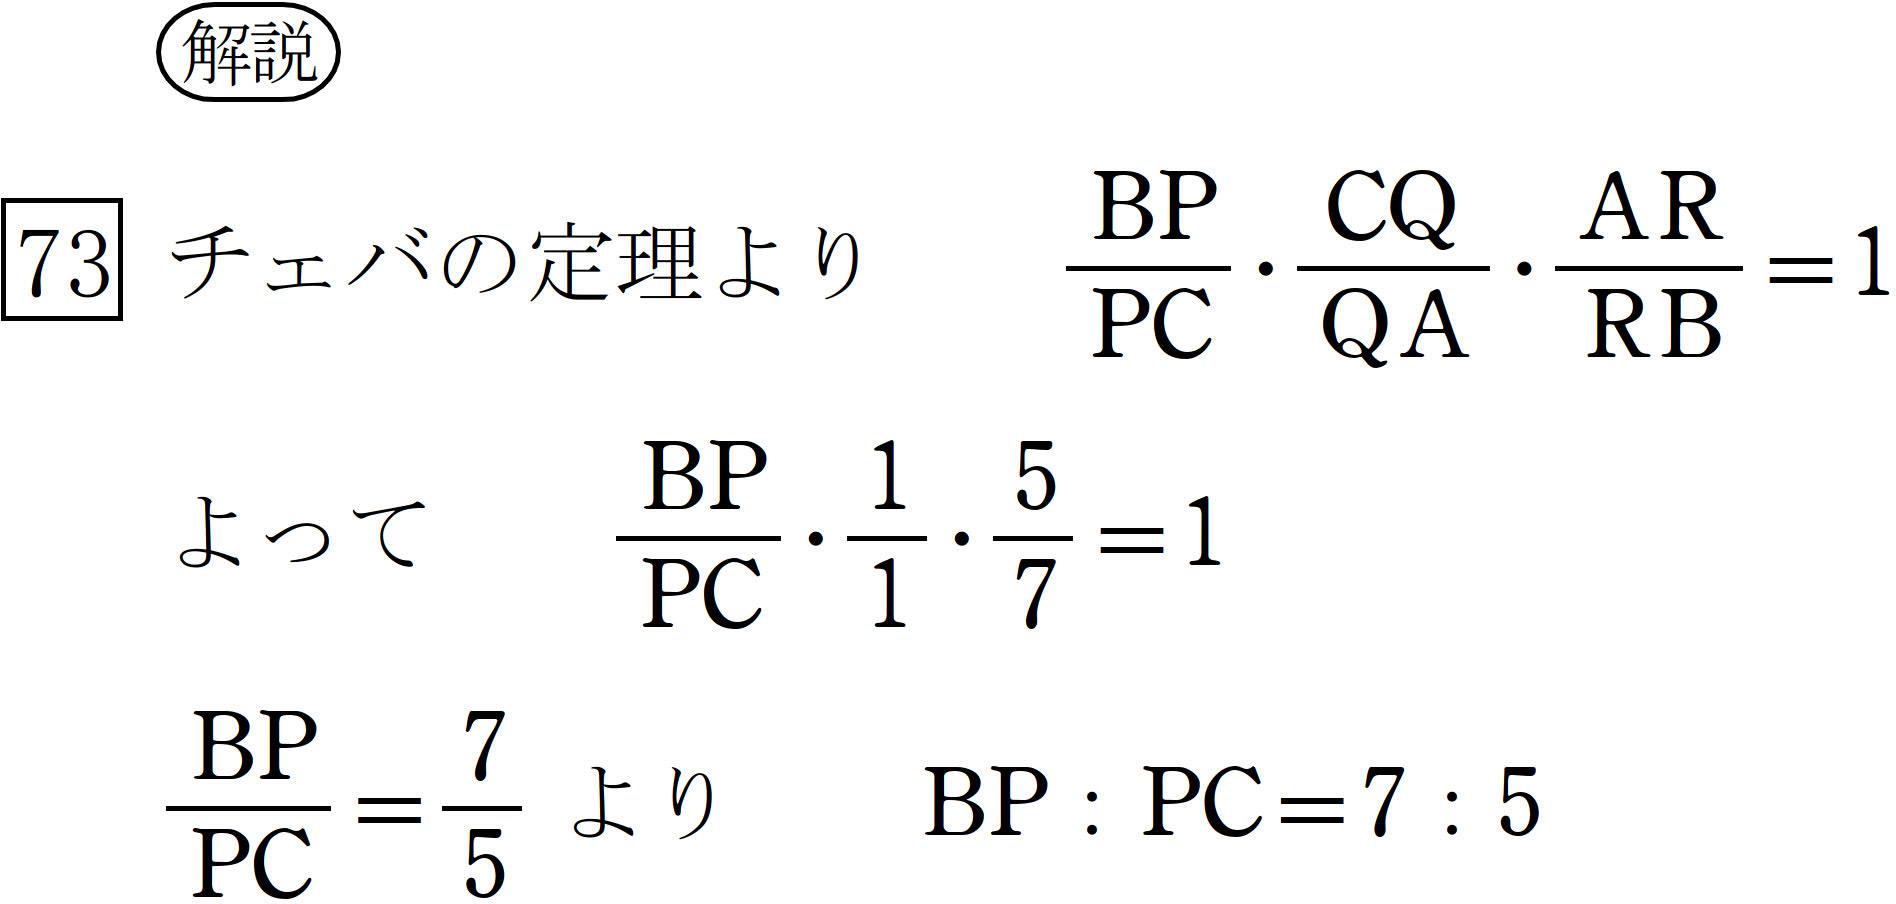 解説
73 チェバの定理より BP/PC・CQ/QA・AR/RB=1
よって BP/PC・1/1・5/7=1
BP/PC=7/5 より BP : PC=7 : 5